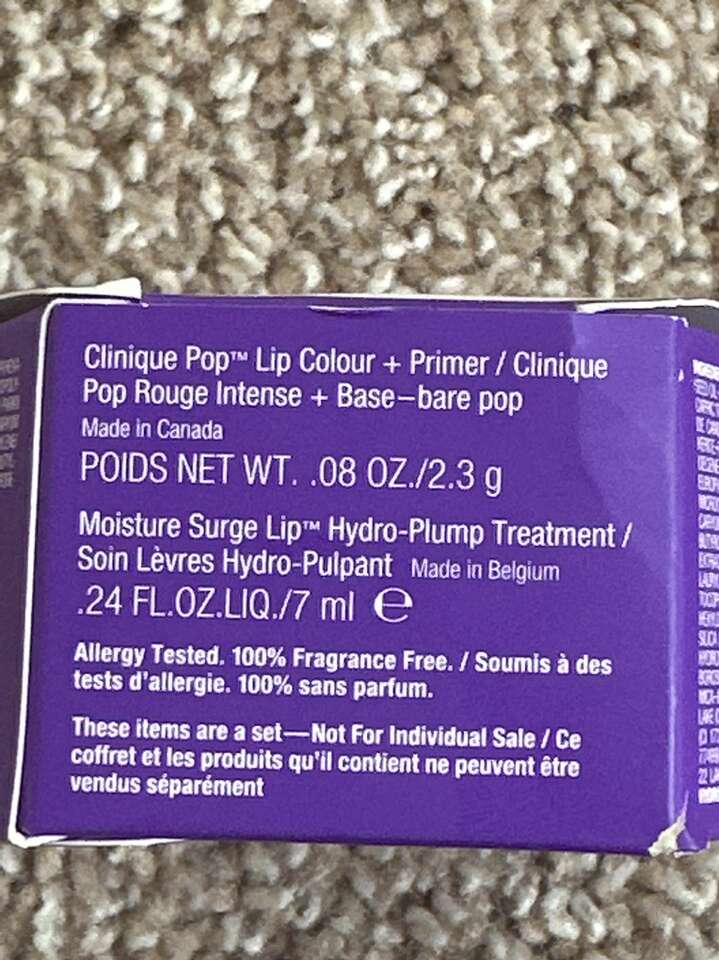 Clinique Pop™ Lip Colour + Primer / Clinique
Pop Rouge Intense + Base–bare pop
Made in Canada
POIDS NET WT. .08 OZ./2.3 g
Moisture Surge Lip™ Hydro-Plump Treatment /
Soin Lèvres Hydro-Pulpant Made in Belgium
.24 FL.OZ.LIQ./7 ml ℮
Allergy Tested. 100% Fragrance Free. / Soumis à des
tests d'allergie. 100% sans parfum.
These items are a set—Not For Individual Sale / Ce
coffret et les produits qu'il contient ne peuvent être
vendus séparément